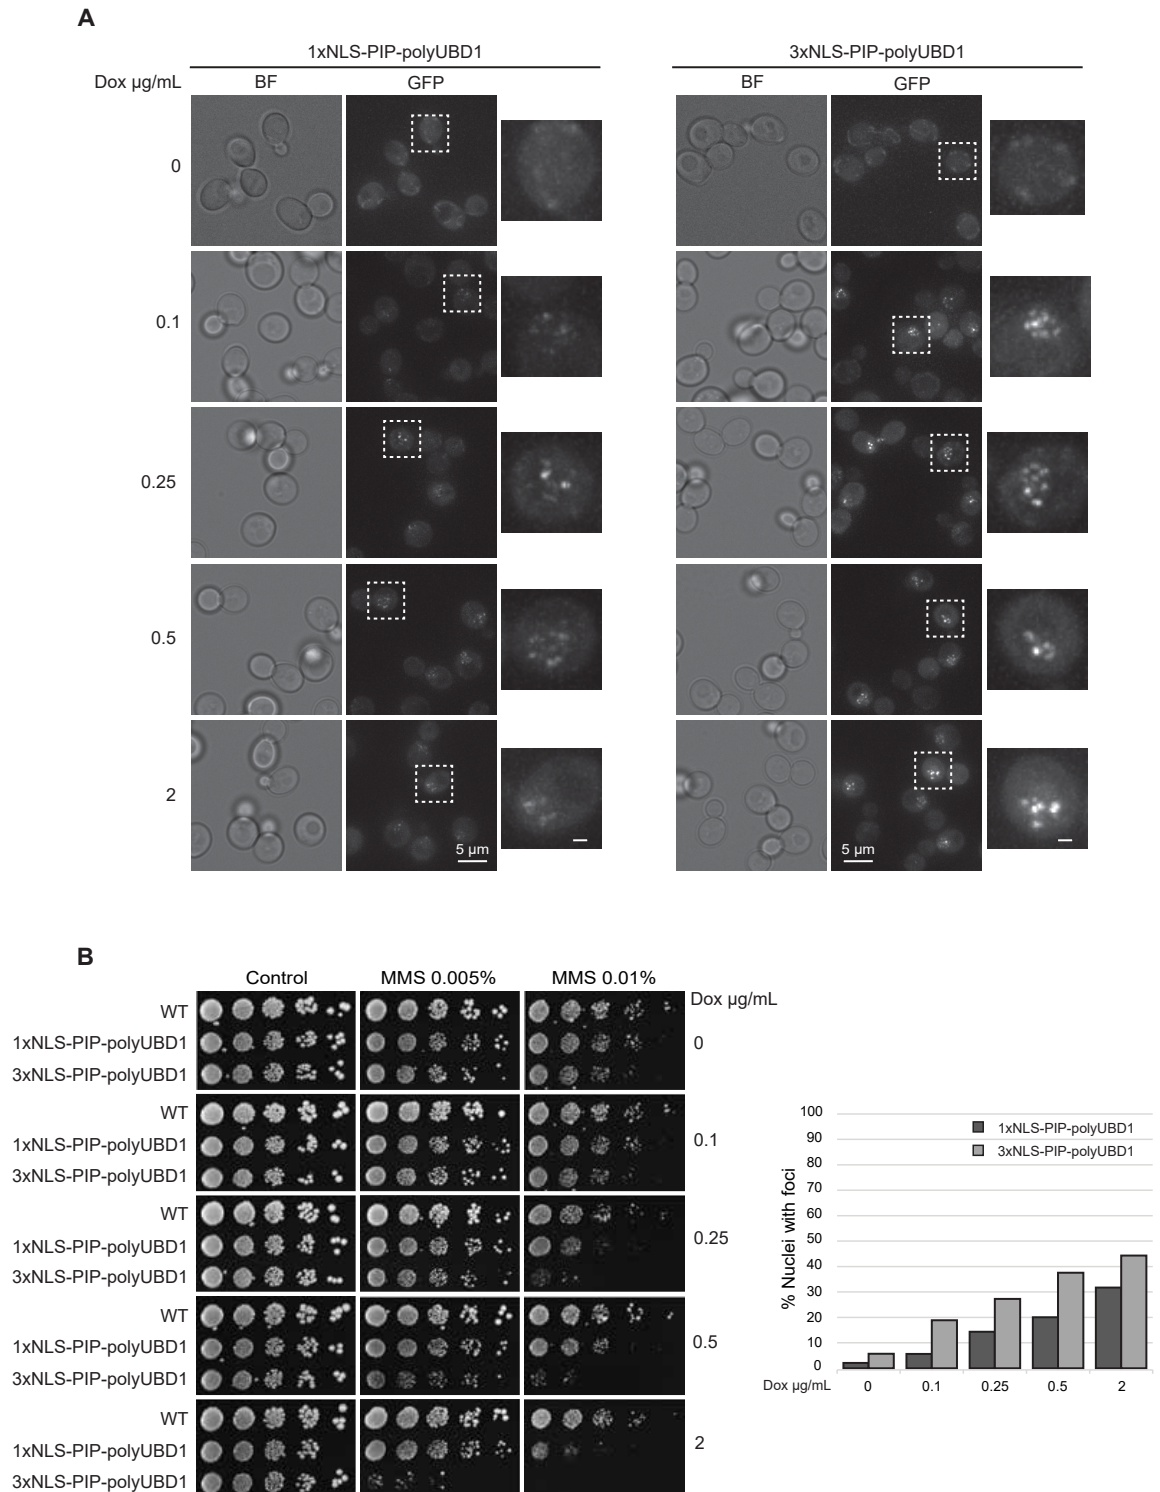 A
1xNLS-PIP-polyUBD1
3xNLS-PIP-polyUBD1
Dox µg/mL
BF
GFP
BF
GFP
0
0.1
0.25
0.5
2
5 µm
5 µm
B
Control
MMS 0.005%
MMS 0.01%
Dox µg/mL
WT
1xNLS-PIP-polyUBD1
3xNLS-PIP-polyUBD1
0
WT
1xNLS-PIP-polyUBD1
3xNLS-PIP-polyUBD1
0.1
WT
1xNLS-PIP-polyUBD1
3xNLS-PIP-polyUBD1
0.25
WT
1xNLS-PIP-polyUBD1
3xNLS-PIP-polyUBD1
0.5
WT
1xNLS-PIP-polyUBD1
3xNLS-PIP-polyUBD1
2
% Nuclei with foci
100
90
80
70
60
50
40
30
20
10
0
1xNLS-PIP-polyUBD1
3xNLS-PIP-polyUBD1
Dox µg/mL
0
0.1
0.25
0.5
2